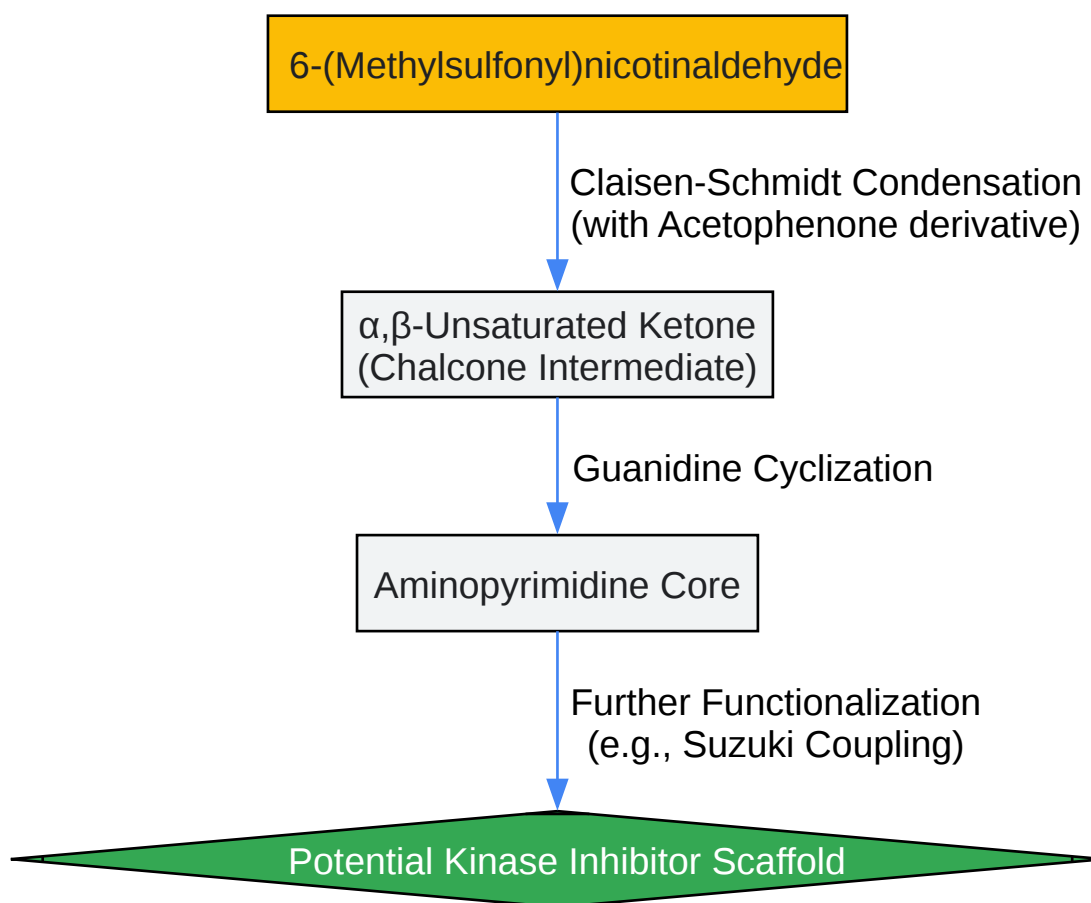 6-(Methylsulfonyl)nicotinaldehyde
Claisen-Schmidt Condensation
(with Acetophenone derivative)
α,β-Unsaturated Ketone
(Chalcone Intermediate)
Guanidine Cyclization
Aminopyrimidine Core
Further Functionalization
(e.g., Suzuki Coupling)
Potential Kinase Inhibitor Scaffold